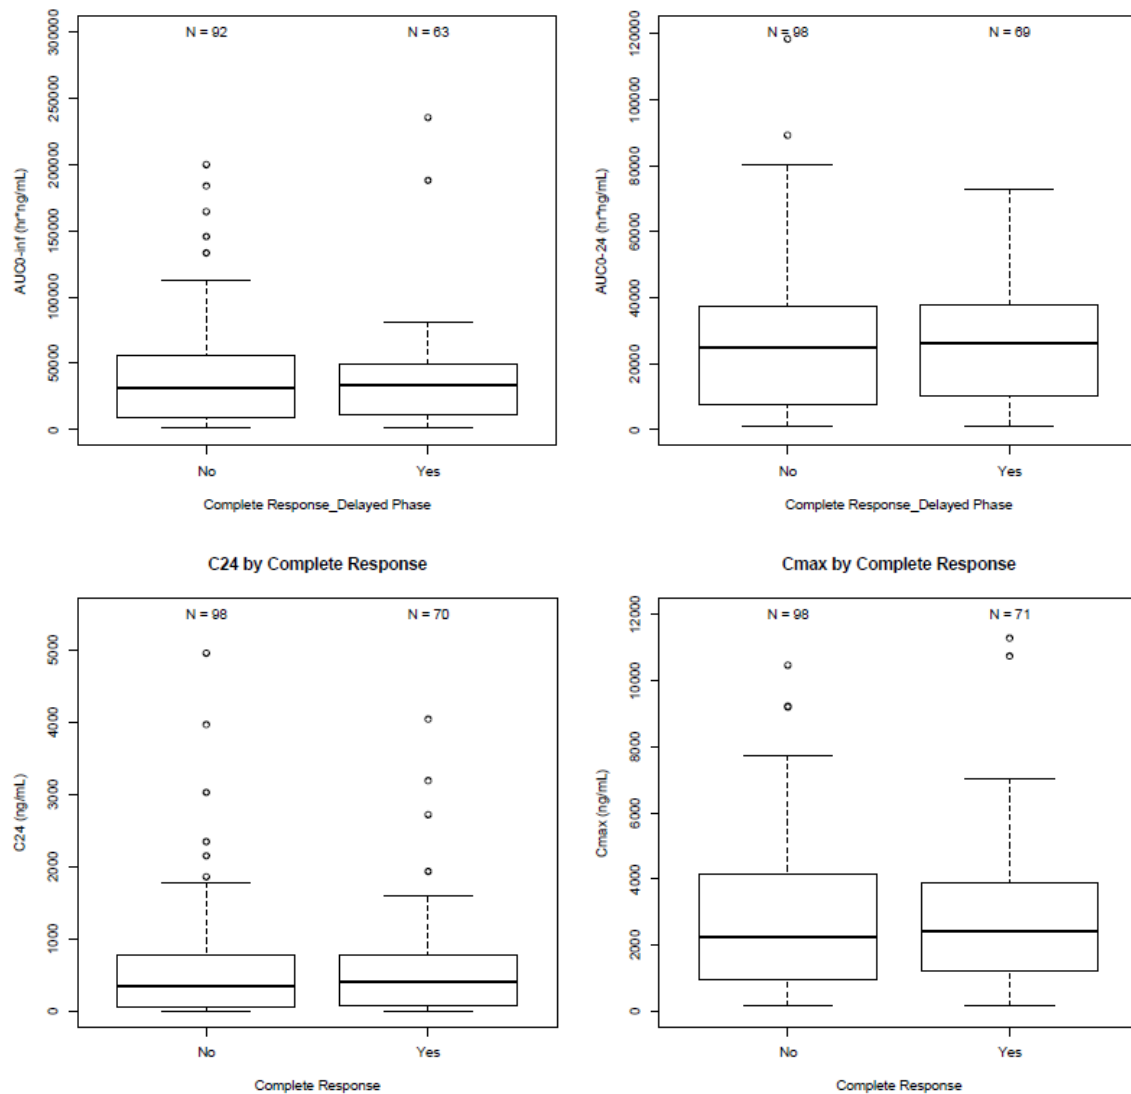 N = 92
N = 63
300000
250000
200000
150000
100000
50000
0
AUC0-inf (hr*ng/mL)
No
Yes
Complete Response_Delayed Phase
N = 98
N = 69
120000
100000
80000
60000
40000
20000
0
AUC0-24 (hr*ng/mL)
No
Yes
Complete Response_Delayed Phase
C24 by Complete Response
N = 98
N = 70
5000
4000
3000
2000
1000
0
C24 (ng/mL)
No
Yes
Complete Response
Cmax by Complete Response
N = 98
N = 71
12000
10000
8000
6000
4000
2000
0
Cmax (ng/mL)
No
Yes
Complete Response